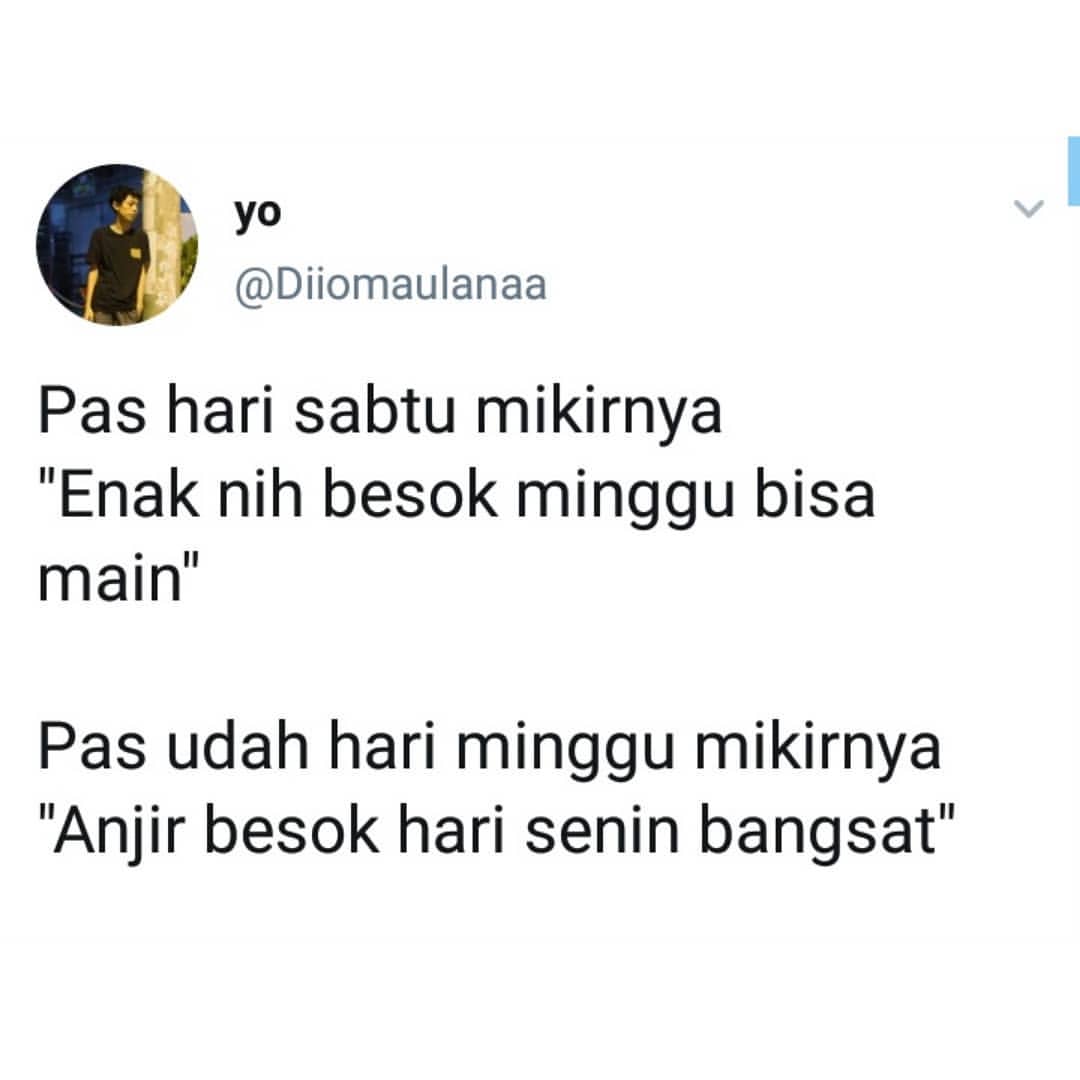 yo
@Diiomaulanaa
Pas hari sabtu mikirnya
"Enak nih besok minggu bisa
main"
Pas udah hari minggu mikirnya
"Anjir besok hari senin bangsat"